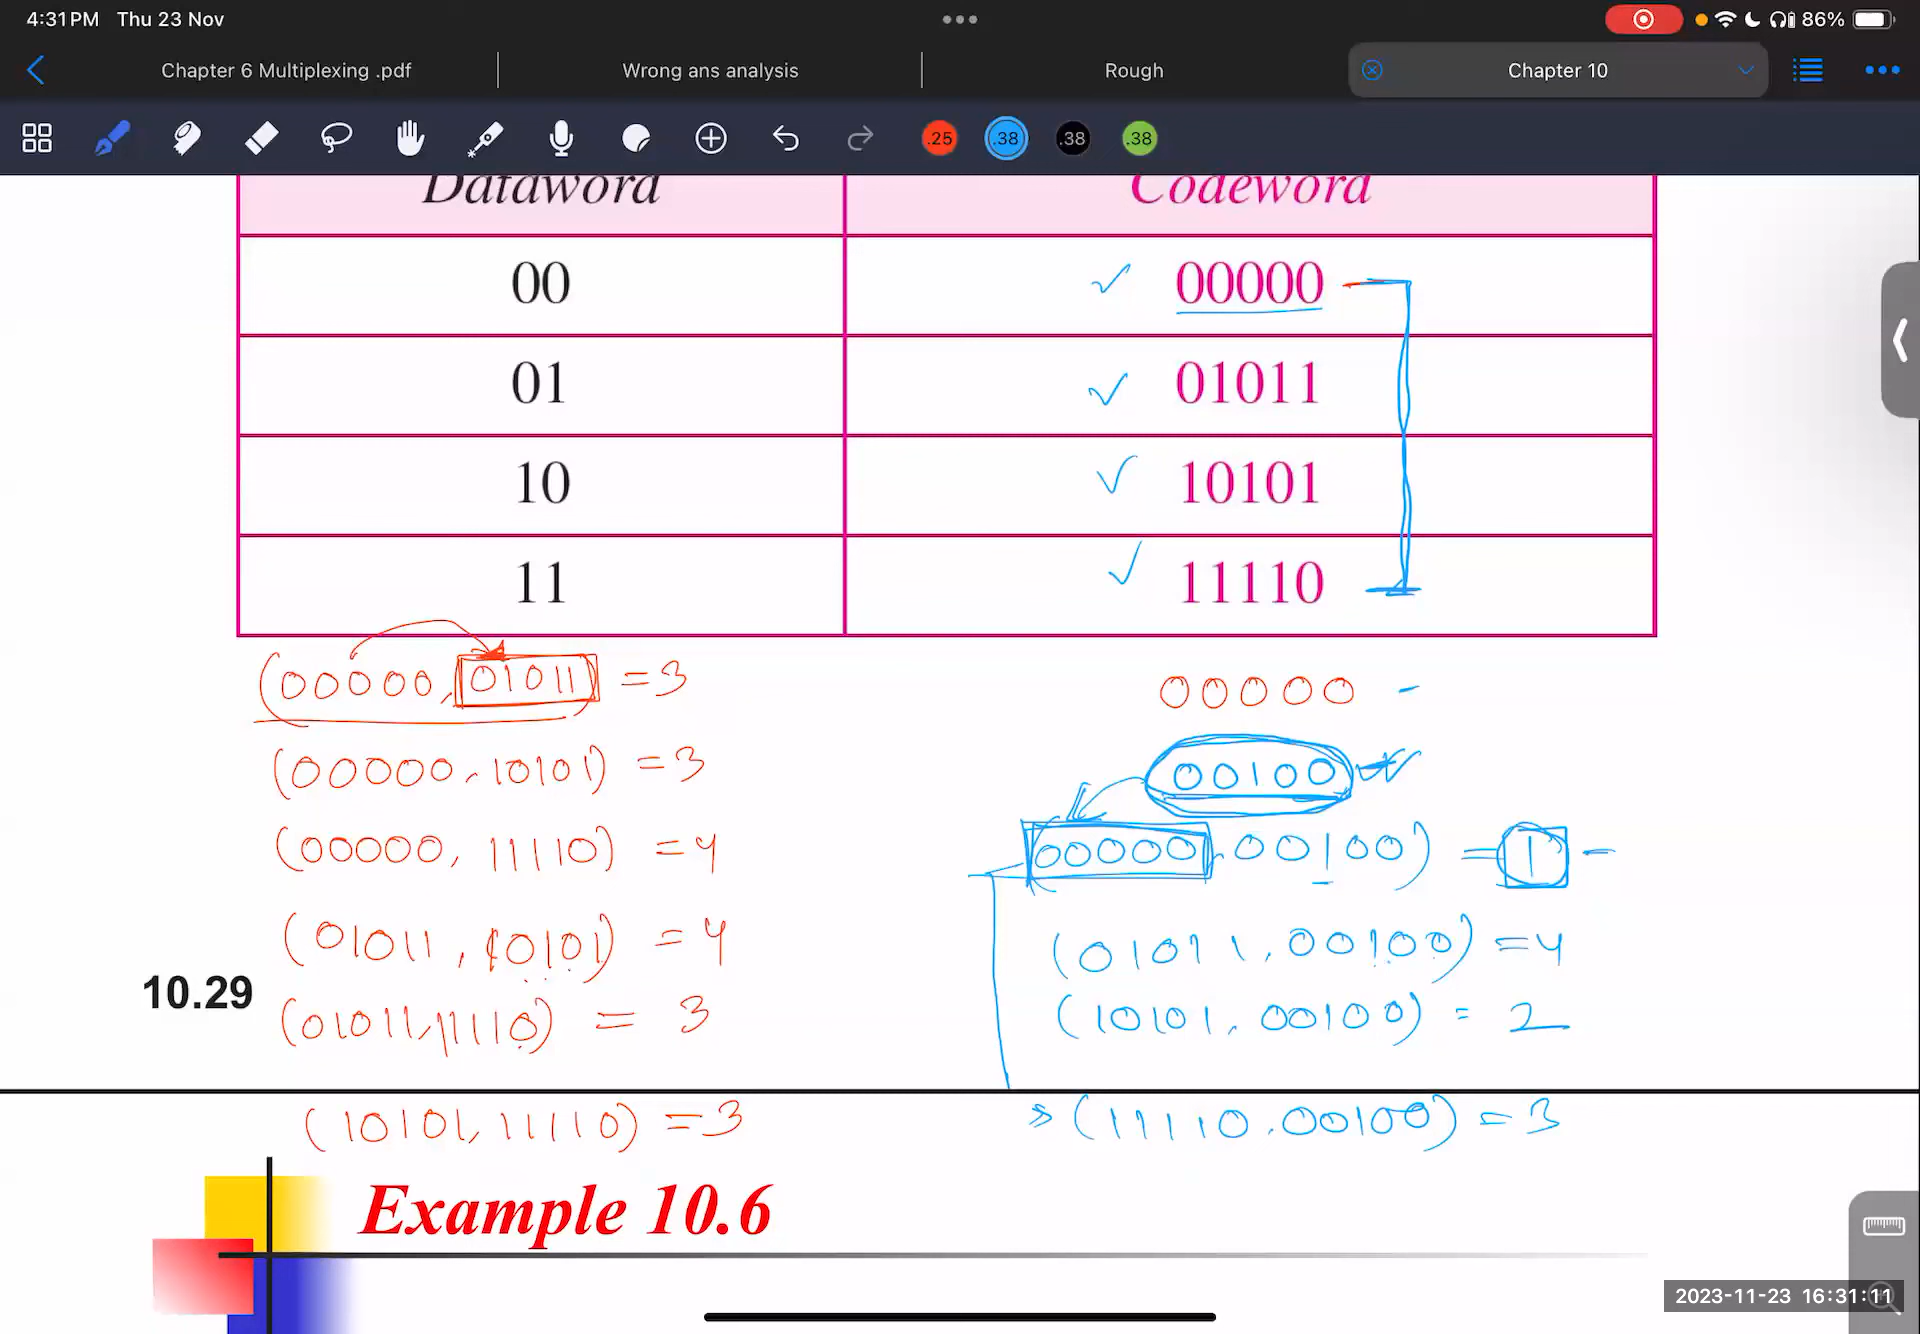 4:31 PM Thu 23 Nov
86%
Chapter 6 Multiplexing .pdf
Wrong ans analysis
Rough
Chapter 10
.25 .38 .38 .38
Dataword Codeword
00 00000
01 01011
10 10101
11 11110
(00000, 01011) = 3
(00000, 10101) = 3
(00000, 11110) = 4
(01011, 10101) = 4
10.29
(01011, 11110) = 3
(10101, 11110) = 3
00000 -
00100
(00000, 00100) = 1 -
(01011, 00100) = 4
(10101, 00100) = 2
(11110, 00100) = 3
Example 10.6
2023-11-23 16:31:11